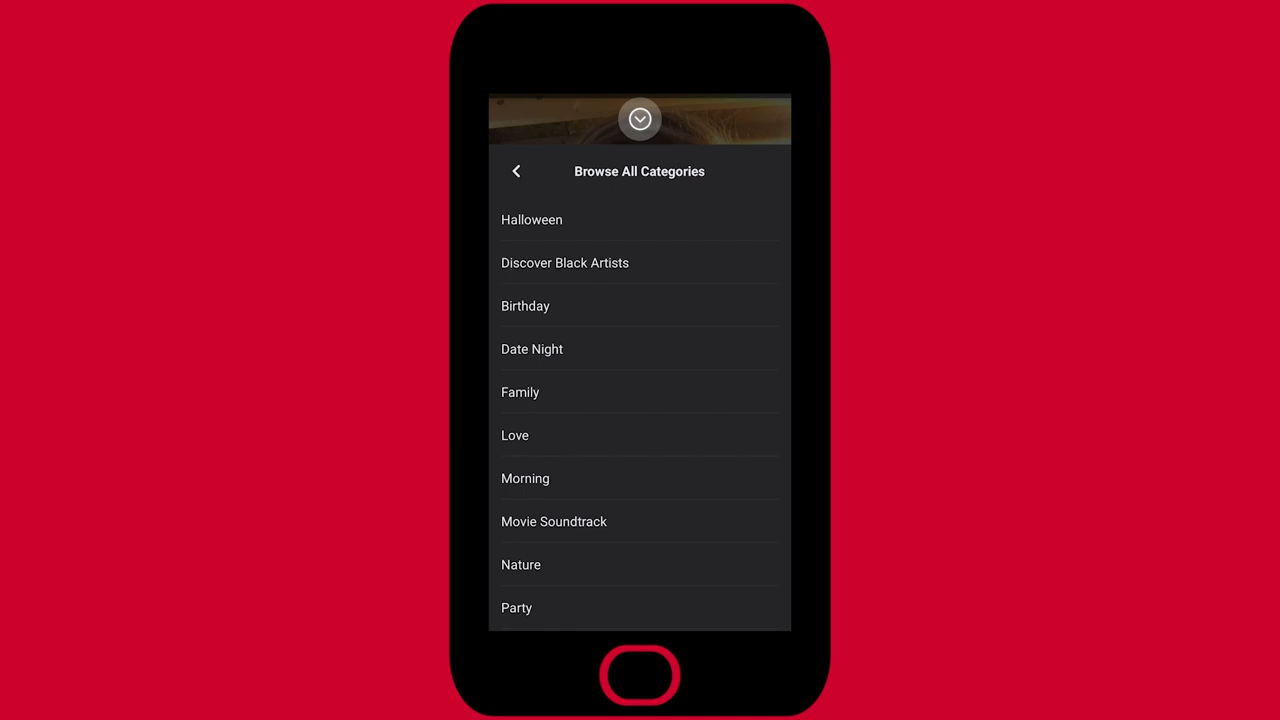 Browse All Categories
Halloween
Discover Black Artists
Birthday
Date Night
Family
Love
Morning
Movie Soundtrack
Nature
Party